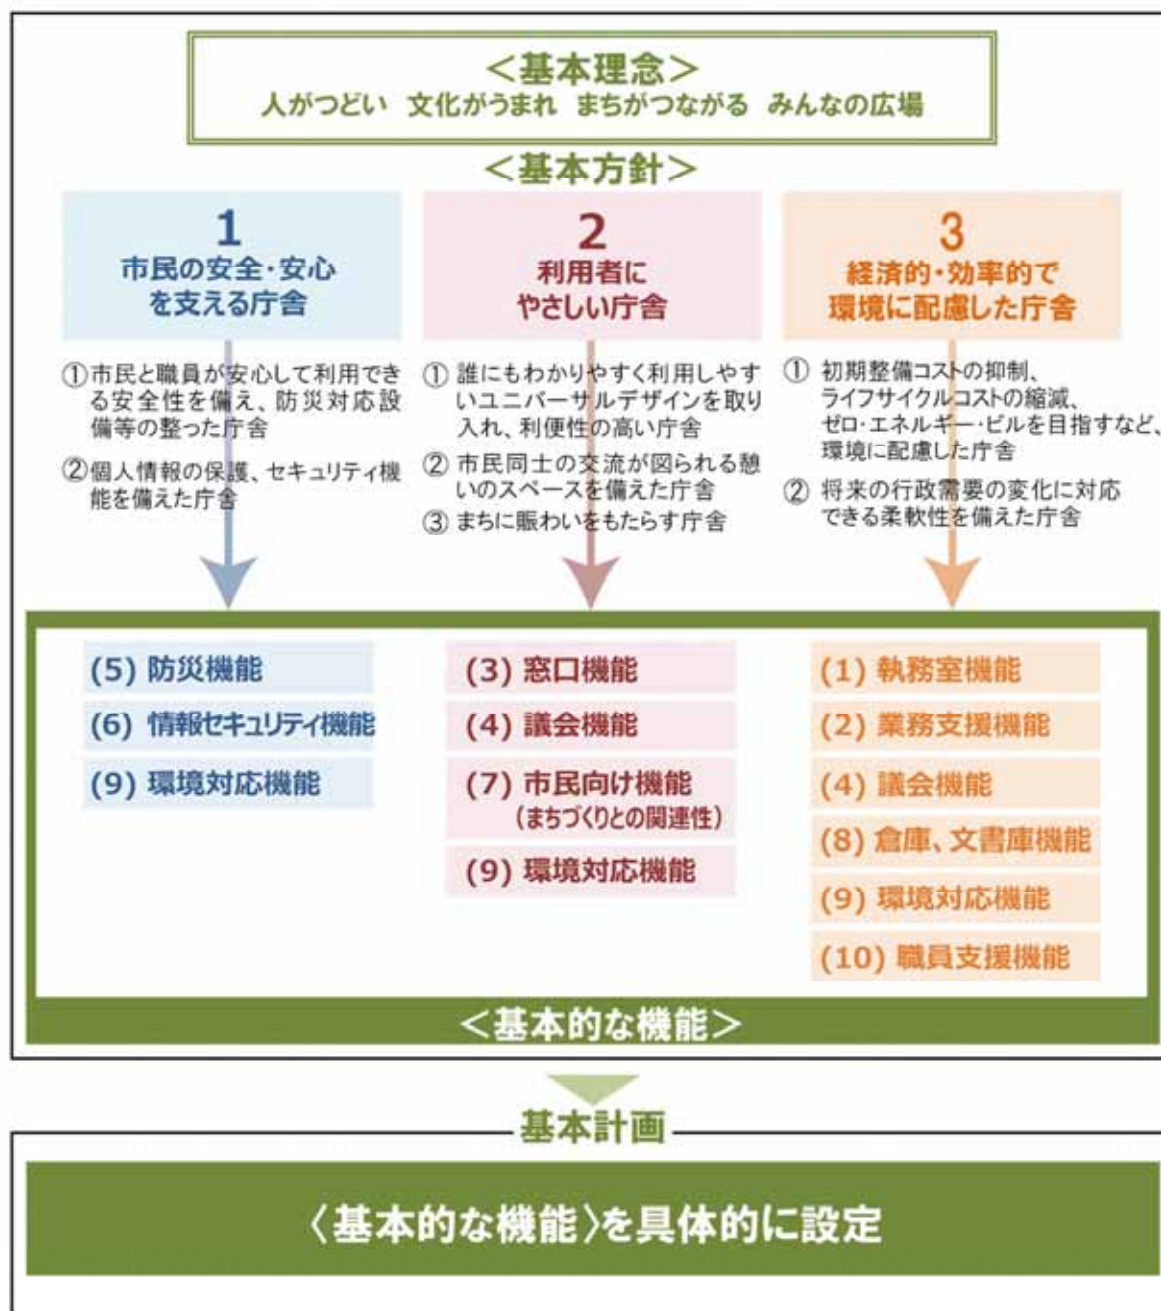 ＜基本理念＞
人がつどい 文化がうまれ まちがつながる みんなの広場
＜基本方針＞
1
市民の安全・安心
を支える庁舎
①市民と職員が安心して利用でき
る安全性を備え、防災対応設
備等の整った庁舎
②個人情報の保護、セキュリティ機
能を備えた庁舎
2
利用者に
やさしい庁舎
① 誰にもわかりやすく利用しやす
いユニバーサルデザインを取り
入れ、利便性の高い庁舎
② 市民同士の交流が図られる憩
いのスペースを備えた庁舎
③ まちに賑わいをもたらす庁舎
3
経済的・効率的で
環境に配慮した庁舎
① 初期整備コストの抑制、
ライフサイクルコストの縮減、
ゼロ・エネルギー・ビルを目指すなど、
環境に配慮した庁舎
② 将来の行政需要の変化に対応
できる柔軟性を備えた庁舎
(5) 防災機能
(6) 情報セキュリティ機能
(9) 環境対応機能
(3) 窓口機能
(4) 議会機能
(7) 市民向け機能
(まちづくりとの関連性)
(9) 環境対応機能
(1) 執務室機能
(2) 業務支援機能
(4) 議会機能
(8) 倉庫、文書庫機能
(9) 環境対応機能
(10) 職員支援機能
＜基本的な機能＞
基本計画
〈基本的な機能〉を具体的に設定